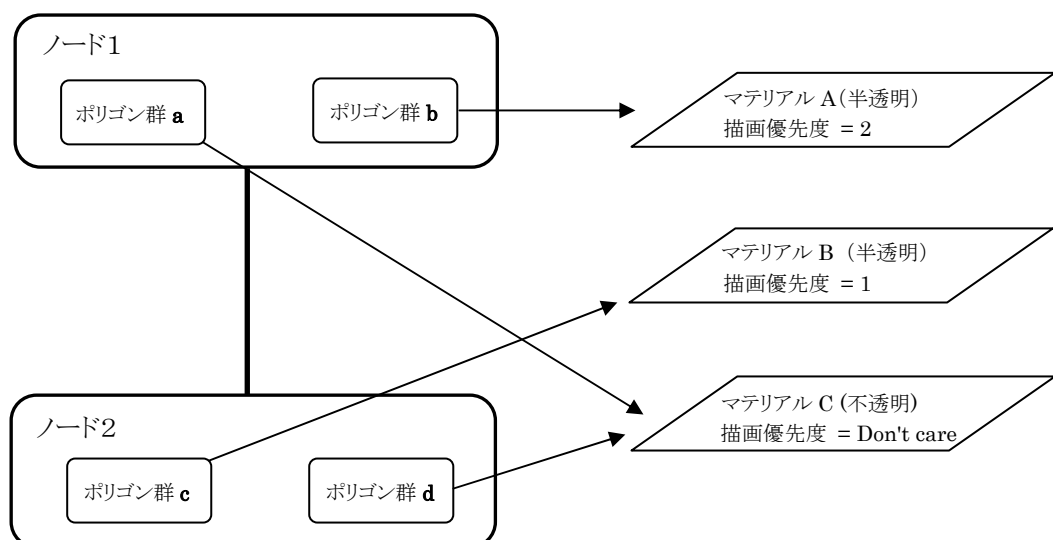 ノード1
ポリゴン群 a
ポリゴン群 b
マテリアル A(半透明)
描画優先度 = 2
マテリアル B (半透明)
描画優先度 = 1
ノード2
ポリゴン群 c
ポリゴン群 d
マテリアル C (不透明)
描画優先度 = Don't care